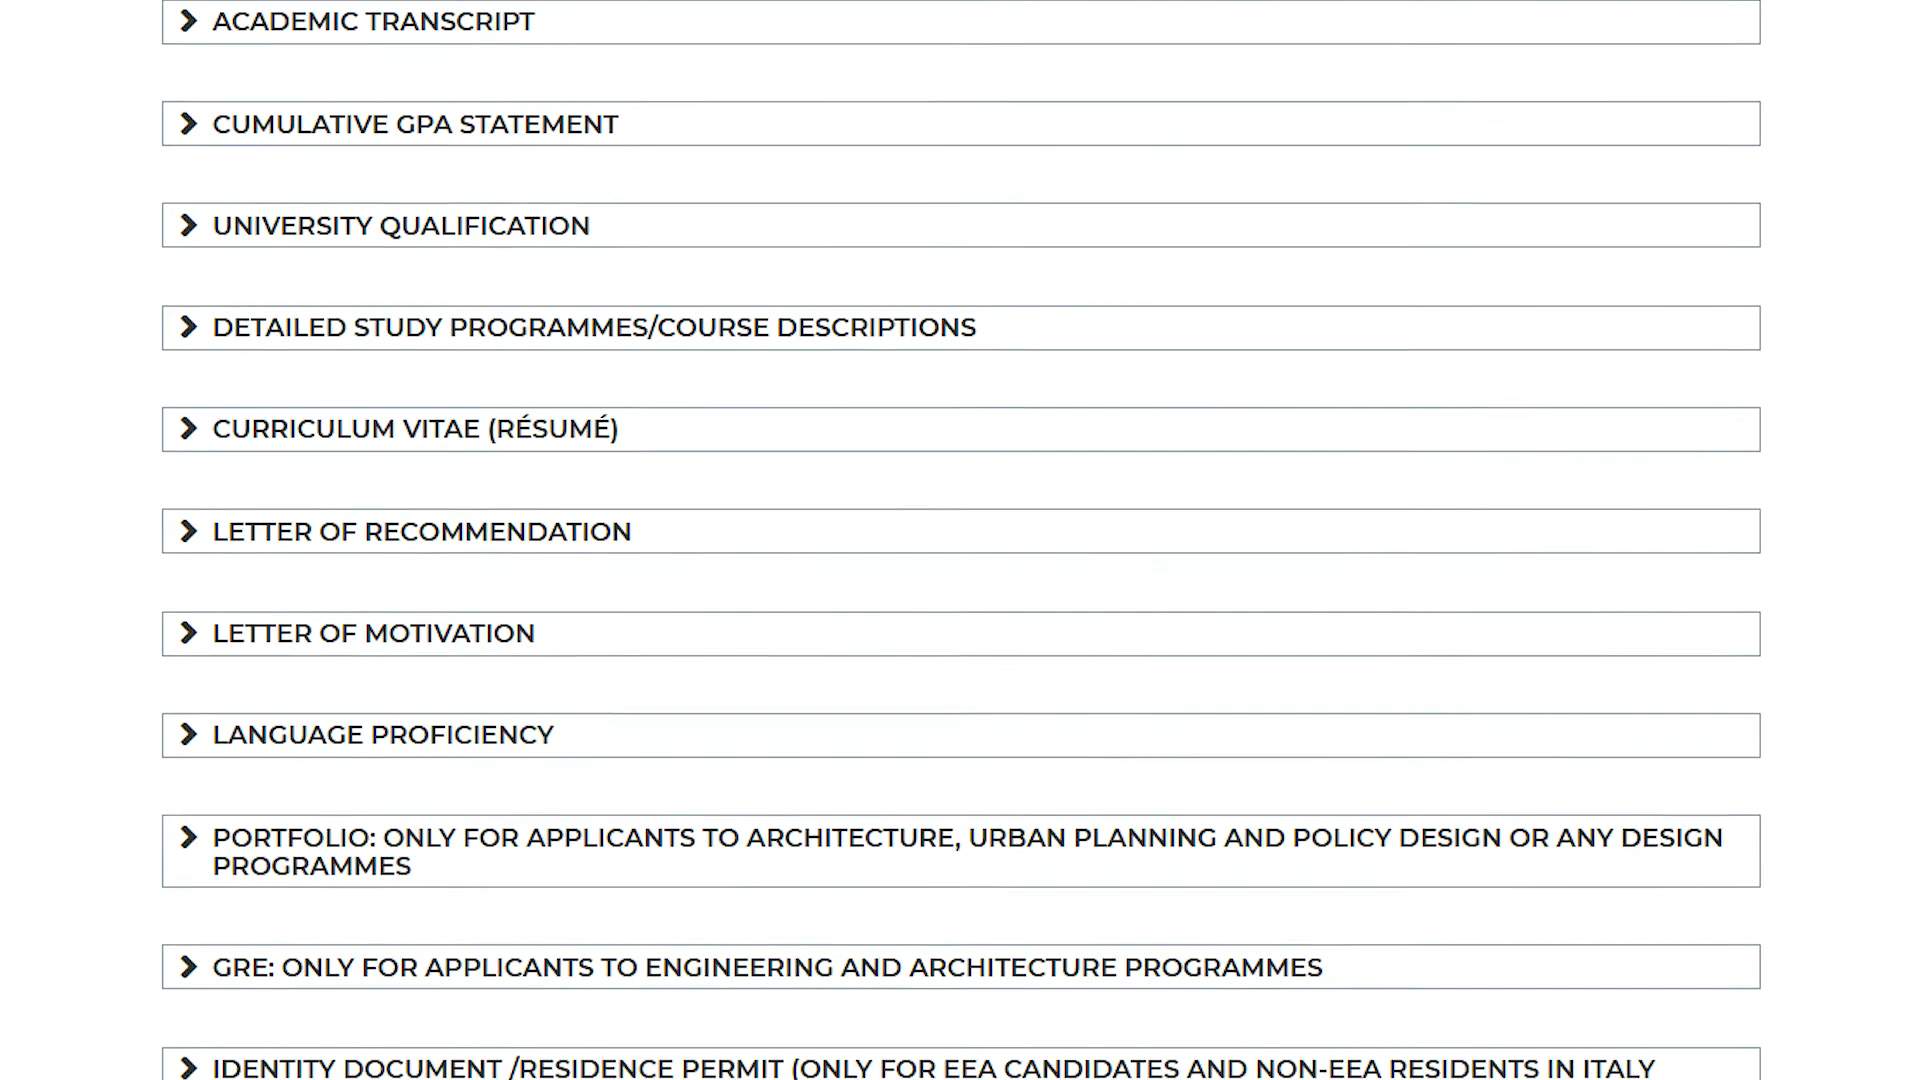 ACADEMIC TRANSCRIPT
CUMULATIVE GPA STATEMENT
UNIVERSITY QUALIFICATION
DETAILED STUDY PROGRAMMES/COURSE DESCRIPTIONS
CURRICULUM VITAE (RÉSUMÉ)
LETTER OF RECOMMENDATION
LETTER OF MOTIVATION
LANGUAGE PROFICIENCY
PORTFOLIO: ONLY FOR APPLICANTS TO ARCHITECTURE, URBAN PLANNING AND POLICY DESIGN OR ANY DESIGN
PROGRAMMES
GRE: ONLY FOR APPLICANTS TO ENGINEERING AND ARCHITECTURE PROGRAMMES
IDENTITY DOCUMENT /RESIDENCE PERMIT (ONLY FOR EEA CANDIDATES AND NON-EEA RESIDENTS IN ITALY